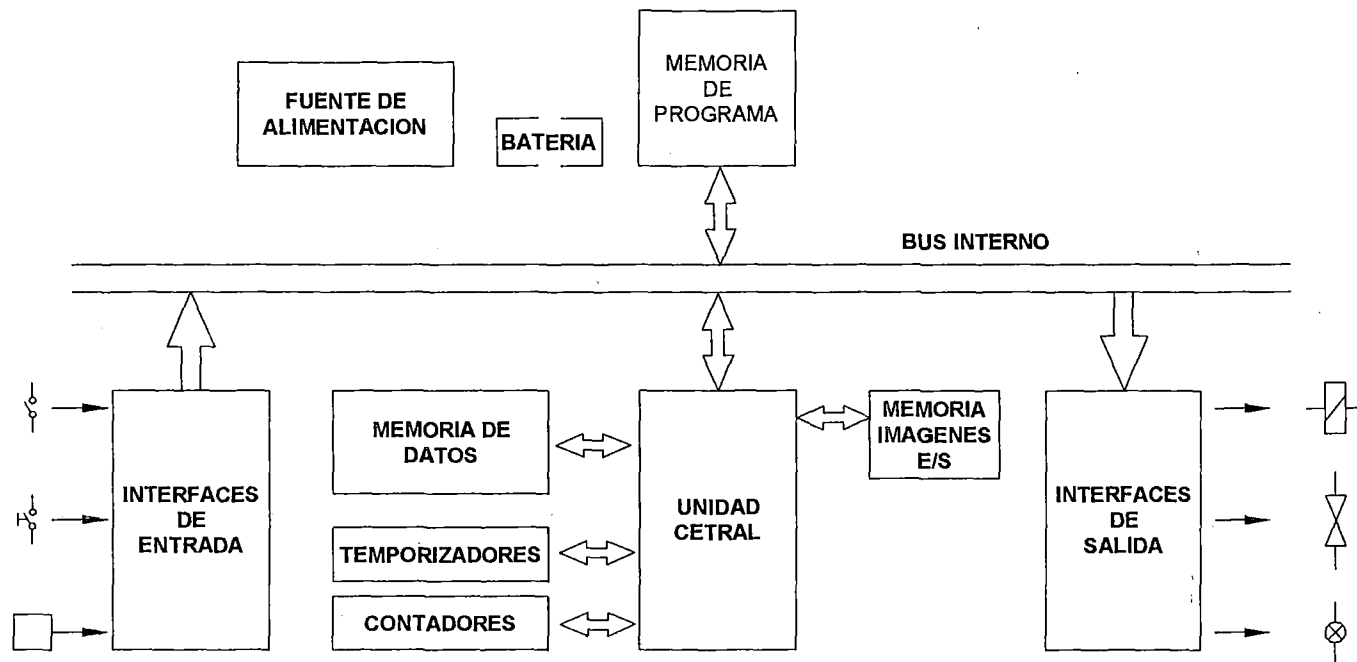 FUENTE DE
ALIMENTACION
BATERIA
MEMORIA
DE
PROGRAMA
BUS INTERNO
INTERFACES
DE
ENTRADA
MEMORIA DE
DATOS
TEMPORIZADORES
CONTADORES
UNIDAD
CETRAL
MEMORIA
IMAGENES
E/S
INTERFACES
DE
SALIDA